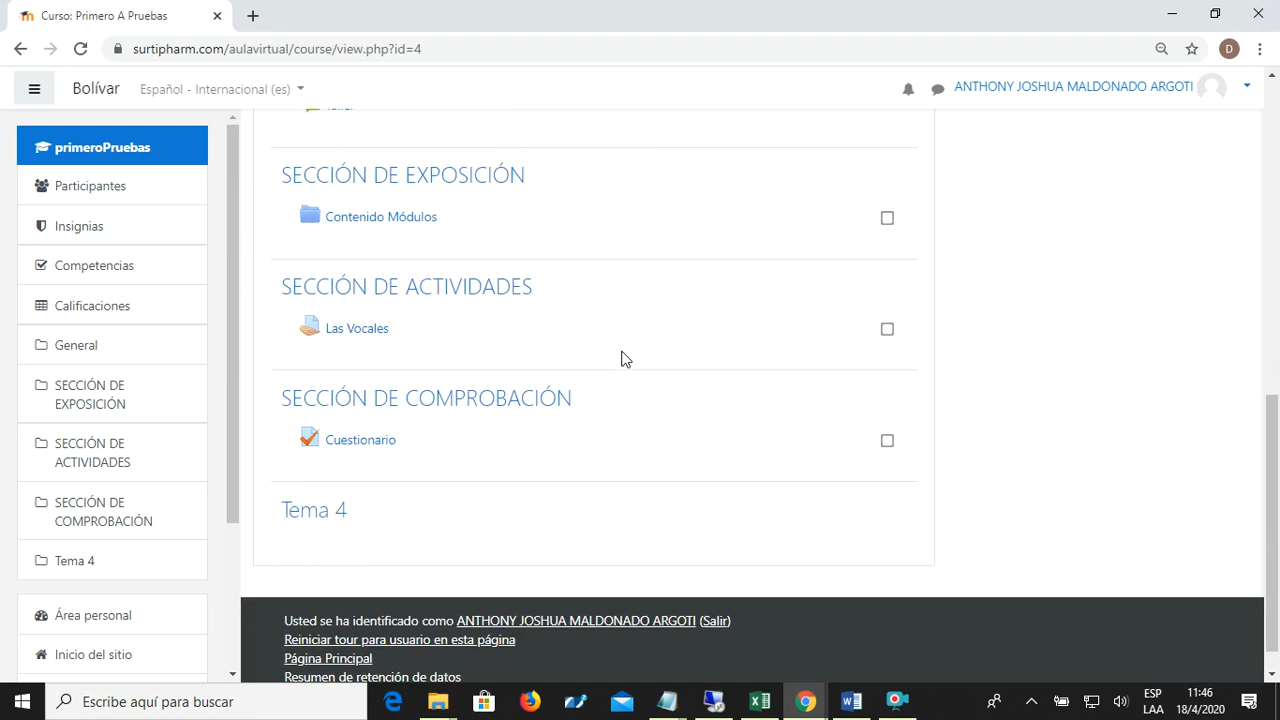 Curso: Primero A Pruebas
surtipharm.com/aulavirtual/course/view.php?id=4
D
Bolívar
Español - Internacional (es)
ANTHONY JOSHUA MALDONADO ARGOTI
primeroPruebas
Participantes
Insignias
Competencias
Calificaciones
General
SECCIÓN DE
EXPOSICIÓN
SECCIÓN DE
ACTIVIDADES
SECCIÓN DE
COMPROBACIÓN
Tema 4
Área personal
Inicio del sitio
SECCIÓN DE EXPOSICIÓN
Contenido Módulos
SECCIÓN DE ACTIVIDADES
Las Vocales
SECCIÓN DE COMPROBACIÓN
Cuestionario
Tema 4
Usted se ha identificado como ANTHONY JOSHUA MALDONADO ARGOTI (Salir)
Reiniciar tour para usuario en esta página
Página Principal
Resumen de retención de datos
Escribe aquí para buscar
ESP
LAA
11:46
18/4/2020